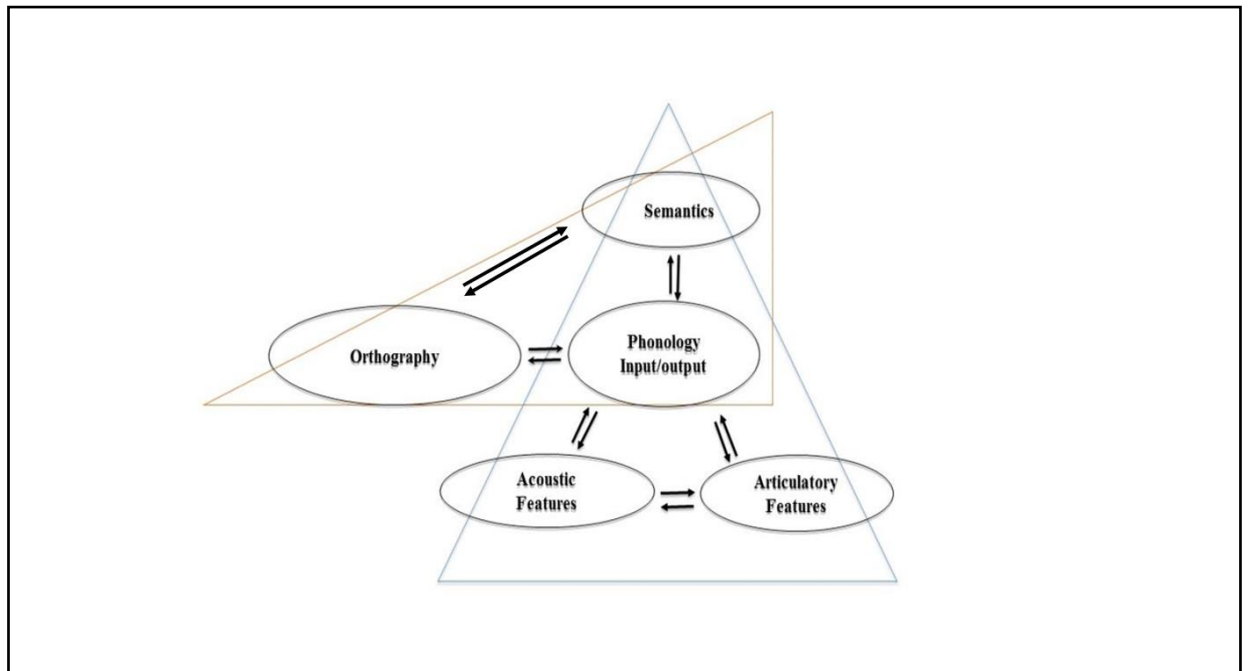 Semantics
Orthography
Phonology
Input/output
Acoustic
Features
Articulatory
Features